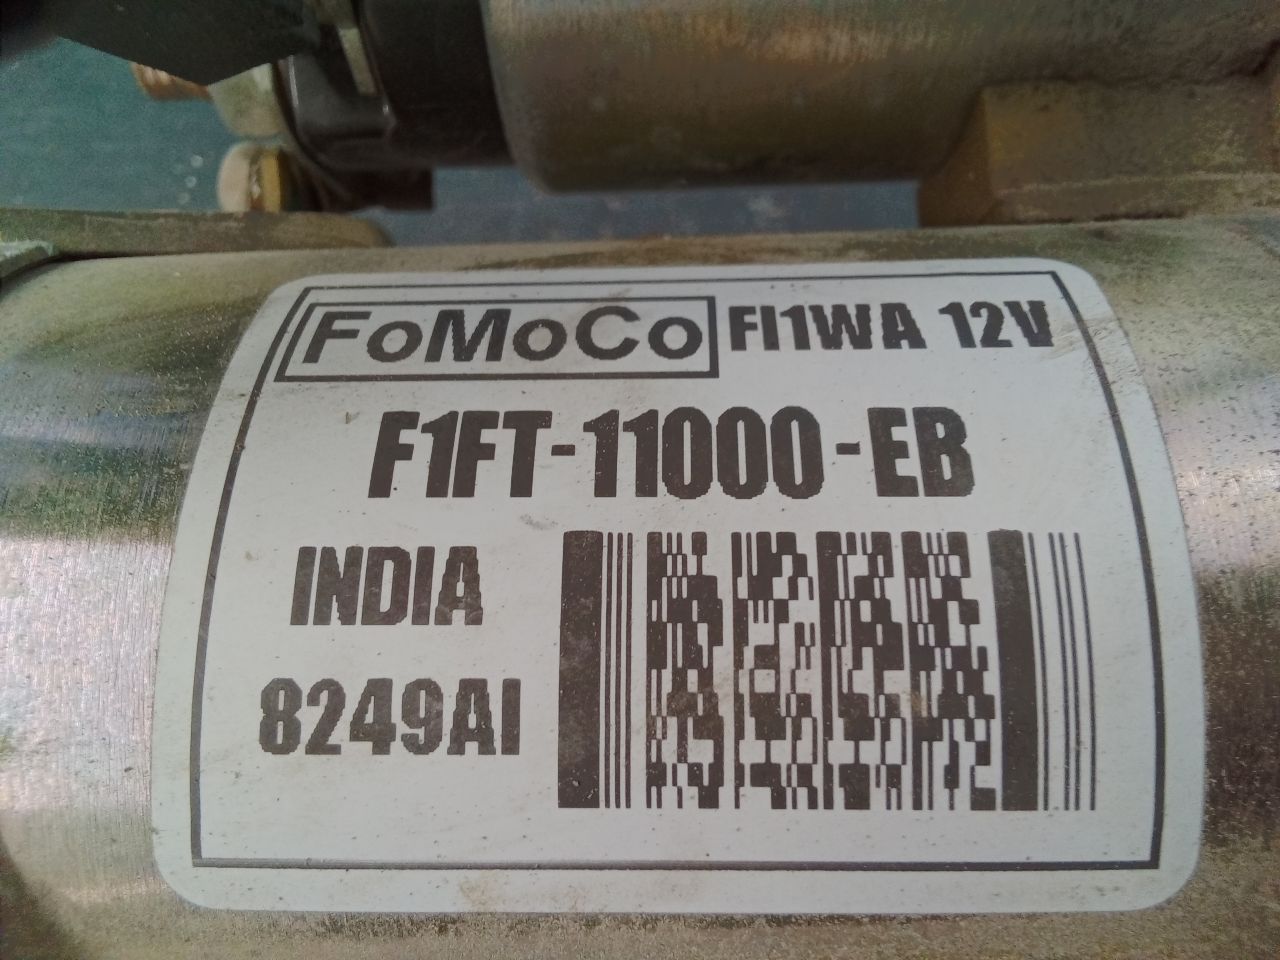 FoMoCo FI1WA 12V
F1FT-11000-EB
INDIA
8249AI